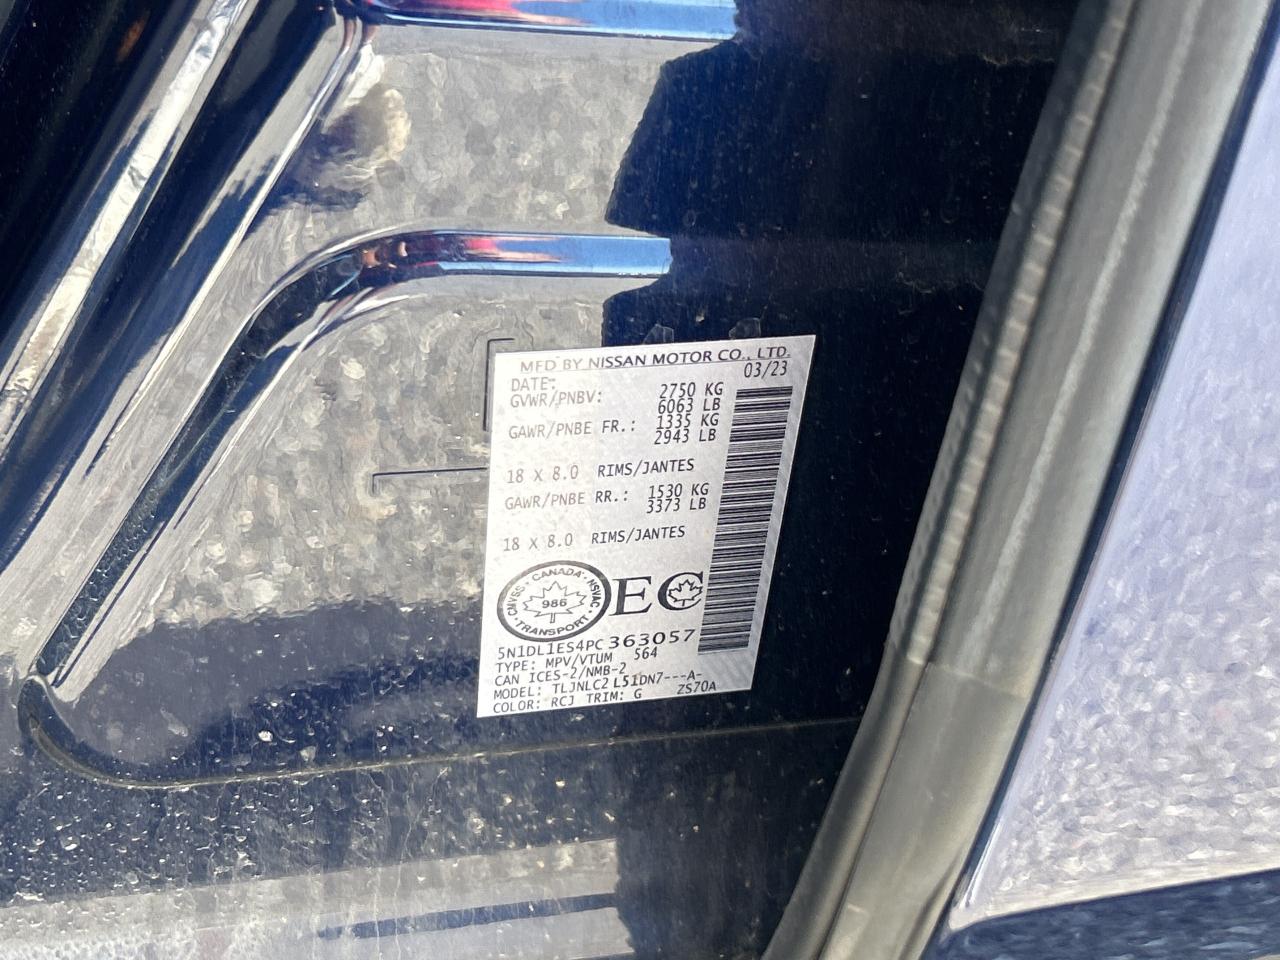 MFD BY NISSAN MOTOR CO., LTD.
DATE: 03/23
GVWR/PNBV: 2750 KG
6063 LB
GAWR/PNBE FR.: 1335 KG
2943 LB
18 X 8.0 RIMS/JANTES
GAWR/PNBE RR.: 1530 KG
3373 LB
18 X 8.0 RIMS/JANTES
CMVSS · CANADA · NSVAC · TRANSPORT
986
EC
5N1DL1ES4PC363057
TYPE: MPV/VTUM 564
CAN ICES-2/NMB-2
MODEL: TLJNLC2 L51DN7---A-
COLOR: RCJ TRIM: G ZS70A